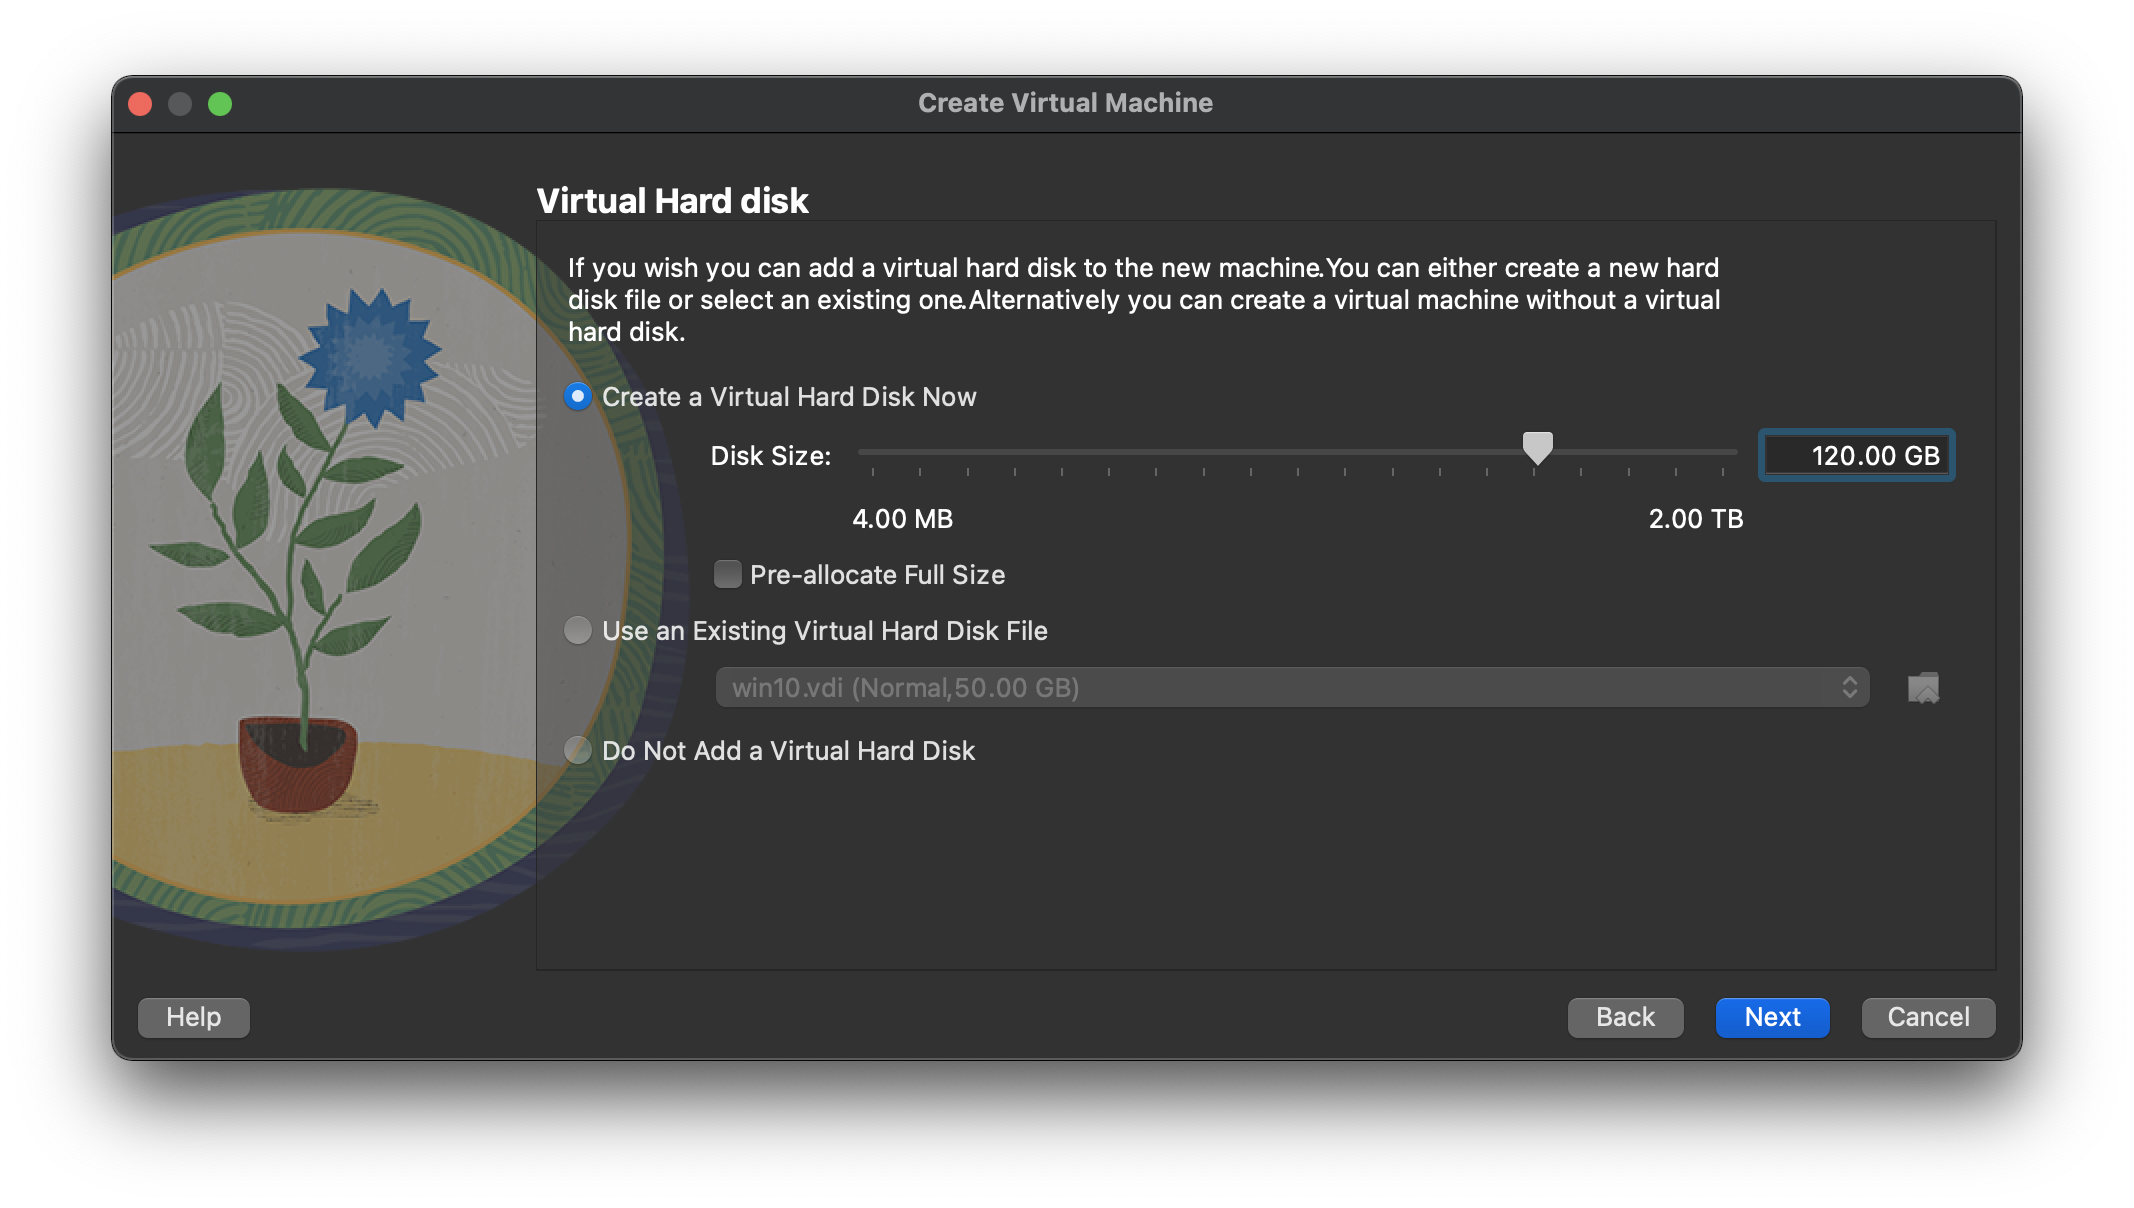 Create Virtual Machine
Virtual Hard disk
If you wish you can add a virtual hard disk to the new machine.You can either create a new hard
disk file or select an existing one.Alternatively you can create a virtual machine without a virtual
hard disk.
Create a Virtual Hard Disk Now
Disk Size: 120.00 GB
4.00 MB 2.00 TB
Pre-allocate Full Size
Use an Existing Virtual Hard Disk File
win10.vdi (Normal,50.00 GB)
Do Not Add a Virtual Hard Disk
Help Back Next Cancel